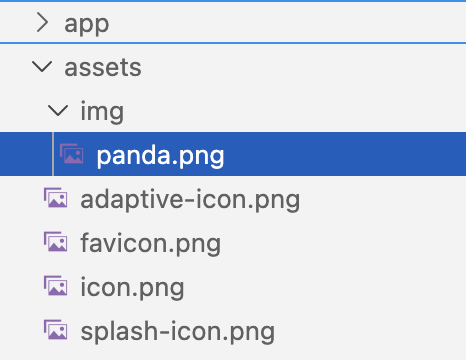 app
assets
img
panda.png
adaptive-icon.png
favicon.png
icon.png
splash-icon.png